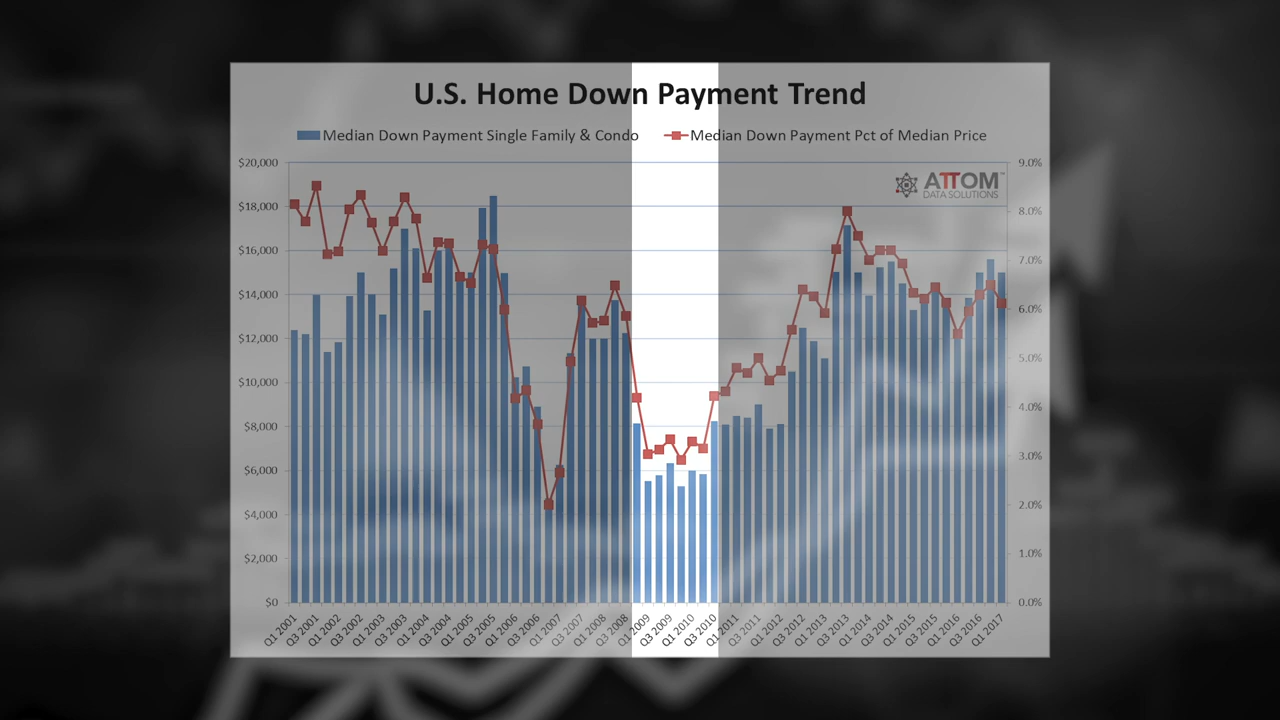 U.S. Home Down Payment Trend
Median Down Payment Single Family & Condo
Median Down Payment Pct of Median Price
$20,000
$18,000
$16,000
$14,000
$12,000
$10,000
$8,000
$6,000
$4,000
$2,000
$0
9.0%
8.0%
7.0%
6.0%
5.0%
4.0%
3.0%
2.0%
1.0%
0.0%
ATTOM™
DATA SOLUTIONS
Q1 2001
Q3 2001
Q1 2002
Q3 2002
Q1 2003
Q3 2003
Q1 2004
Q3 2004
Q1 2005
Q3 2005
Q1 2006
Q3 2006
Q1 2007
Q3 2007
Q1 2008
Q3 2008
Q1 2009
Q3 2009
Q1 2010
Q3 2010
Q1 2011
Q3 2011
Q1 2012
Q3 2012
Q1 2013
Q3 2013
Q1 2014
Q3 2014
Q1 2015
Q3 2015
Q1 2016
Q3 2016
Q1 2017